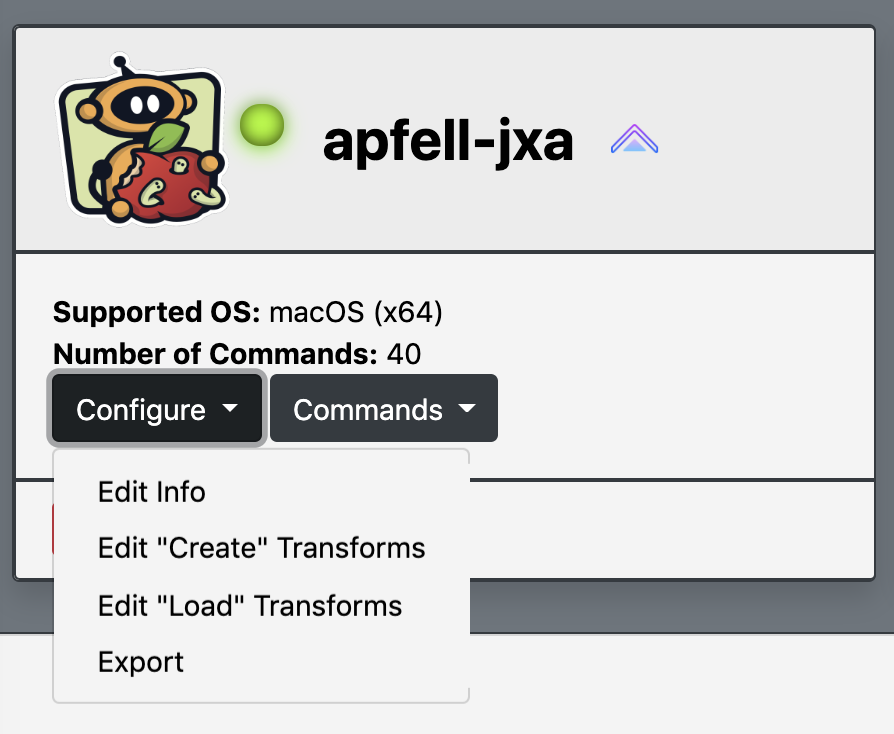 apfell-jxa
Supported OS: macOS (x64)
Number of Commands: 40
Configure Commands
Edit Info
Edit "Create" Transforms
Edit "Load" Transforms
Export